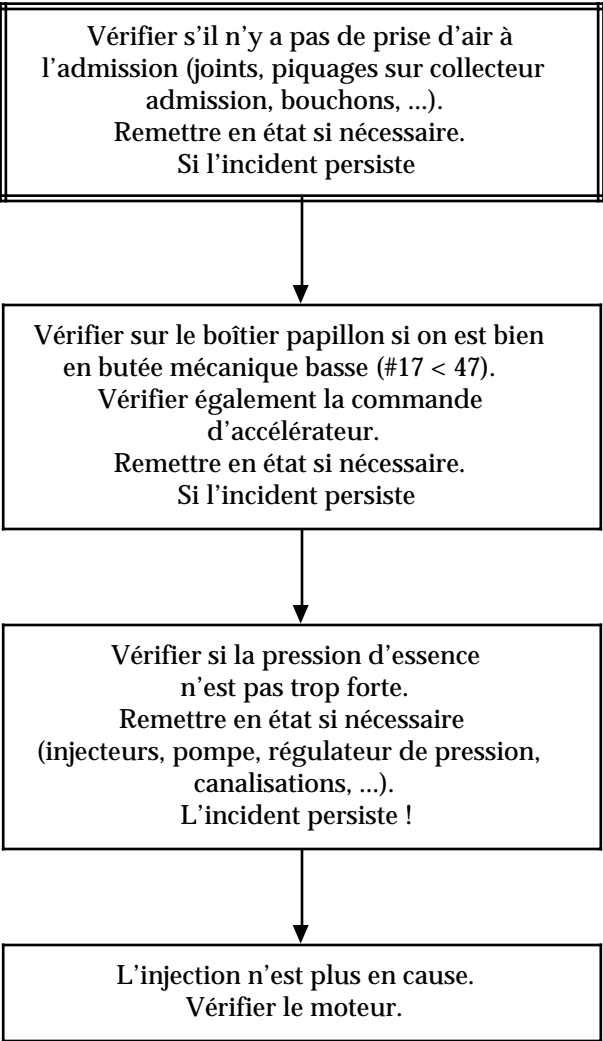 Vérifier s’il n’y a pas de prise d’air à
l’admission (joints, piquages sur collecteur
admission, bouchons, ...).
Remettre en état si nécessaire.
Si l’incident persiste
Vérifier sur le boîtier papillon si on est bien
en butée mécanique basse (#17 < 47).
Vérifier également la commande
d’accélérateur.
Remettre en état si nécessaire.
Si l’incident persiste
Vérifier si la pression d’essence
n’est pas trop forte.
Remettre en état si nécessaire
(injecteurs, pompe, régulateur de pression,
canalisations, ...).
L’incident persiste !
L’injection n’est plus en cause.
Vérifier le moteur.